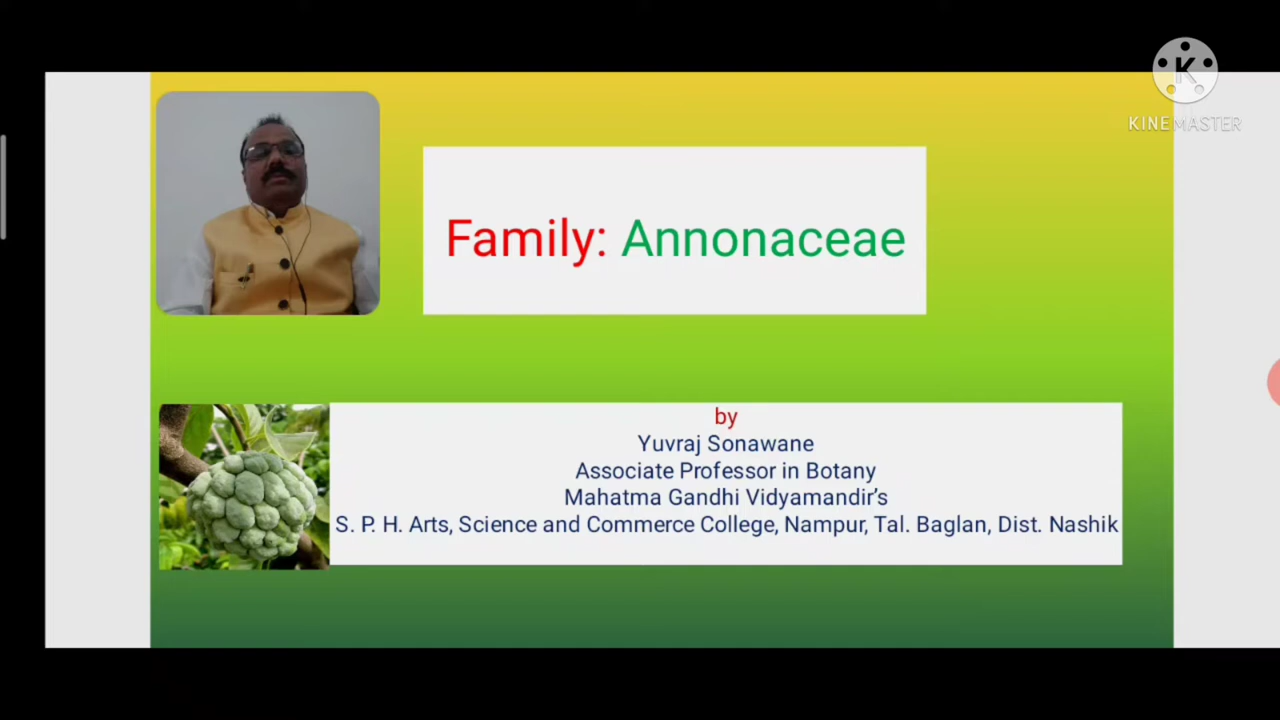 K
KINEMASTER
Family: Annonaceae
by
Yuvraj Sonawane
Associate Professor in Botany
Mahatma Gandhi Vidyamandir’s
S. P. H. Arts, Science and Commerce College, Nampur, Tal. Baglan, Dist. Nashik